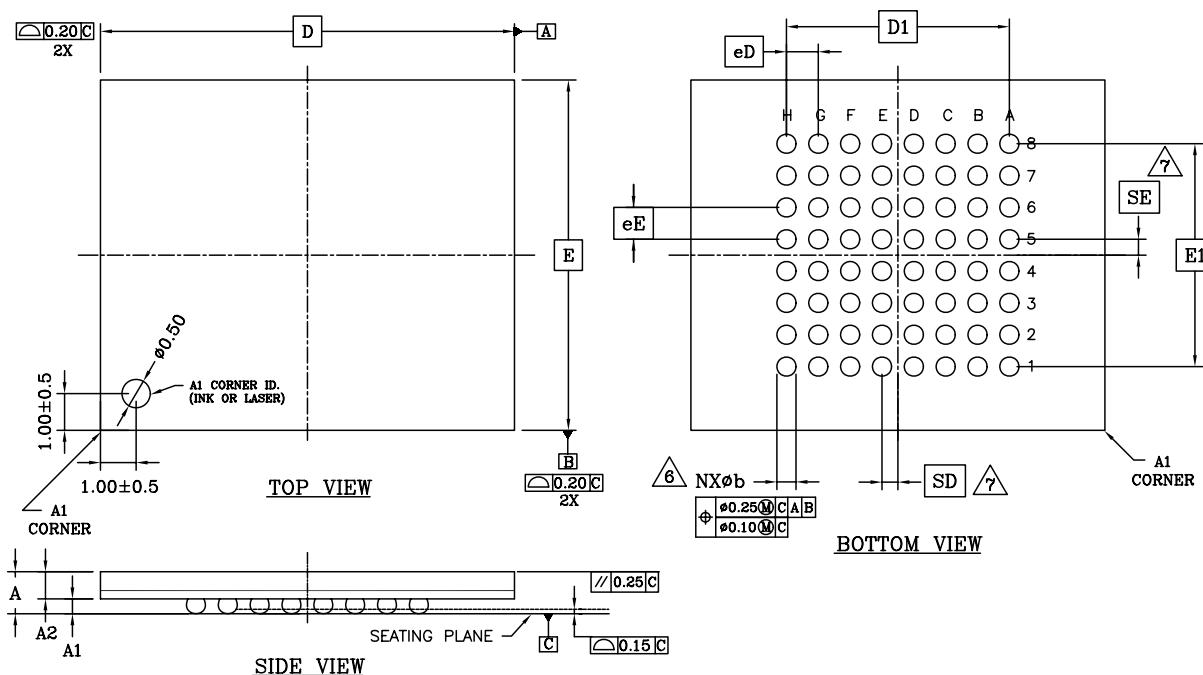 ⌓ 0.20 C
2X
D
A
E
ø0.50
A1 CORNER ID.
(INK OR LASER)
1.00±0.5
1.00±0.5
A1
CORNER
TOP VIEW
B
⌓ 0.20 C
2X
D1
eD
H G F E D C B A
8
7
6
5
4
3
2
1
7
SE
eE
E1
6
NXøb
⌖ ø0.25 Ⓜ C A B
ø0.10 Ⓜ C
SD
7
A1
CORNER
BOTTOM VIEW
A
A2
A1
// 0.25 C
SEATING PLANE
C
⌓ 0.15 C
SIDE VIEW